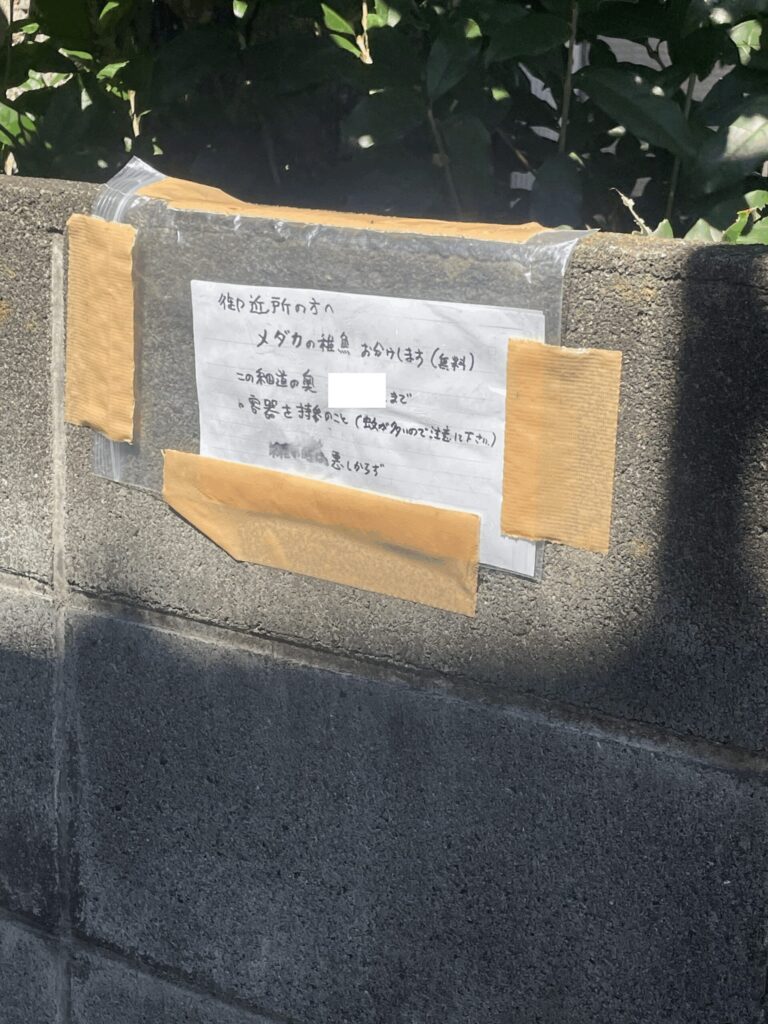 御近所の方へ
メダカの稚魚 お分けします(無料)
この細道の奥 まで
容器を持参のこと(蚊が多いので注意して下さい)
悪しからず